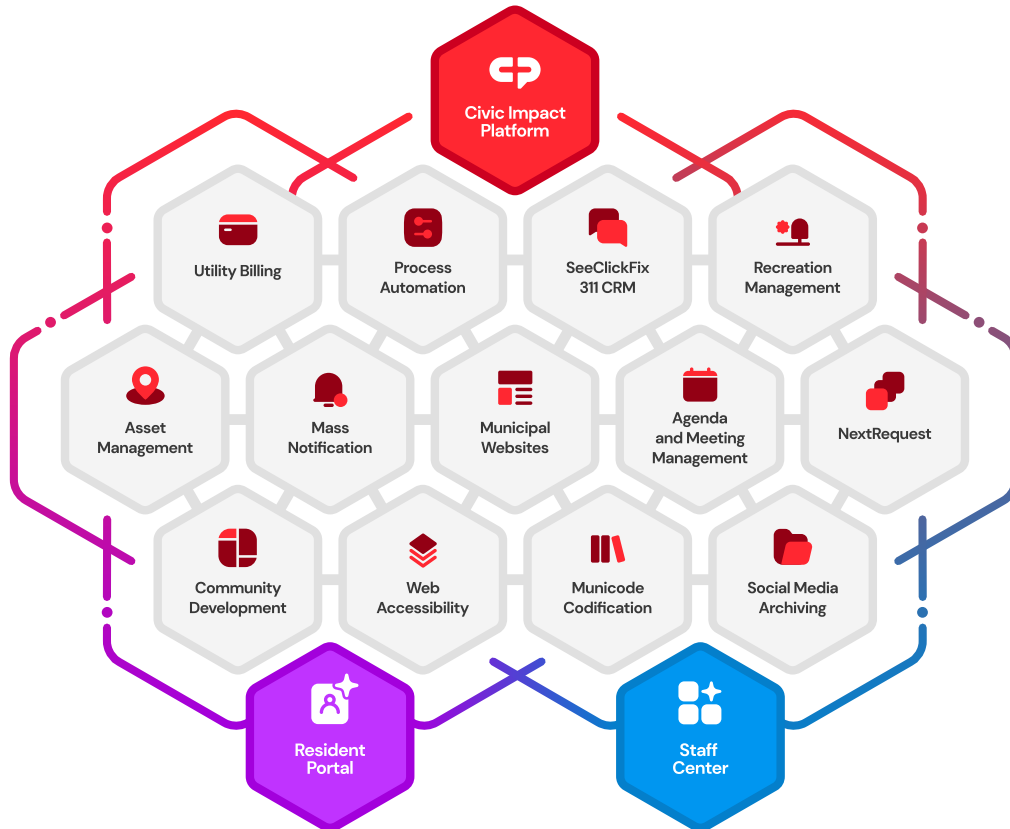 Civic Impact
Platform
Utility Billing
Process
Automation
SeeClickFix
311 CRM
Recreation
Management
Asset
Management
Mass
Notification
Municipal
Websites
Agenda
and Meeting
Management
NextRequest
Community
Development
Web
Accessibility
Municode
Codification
Social Media
Archiving
Resident
Portal
Staff
Center